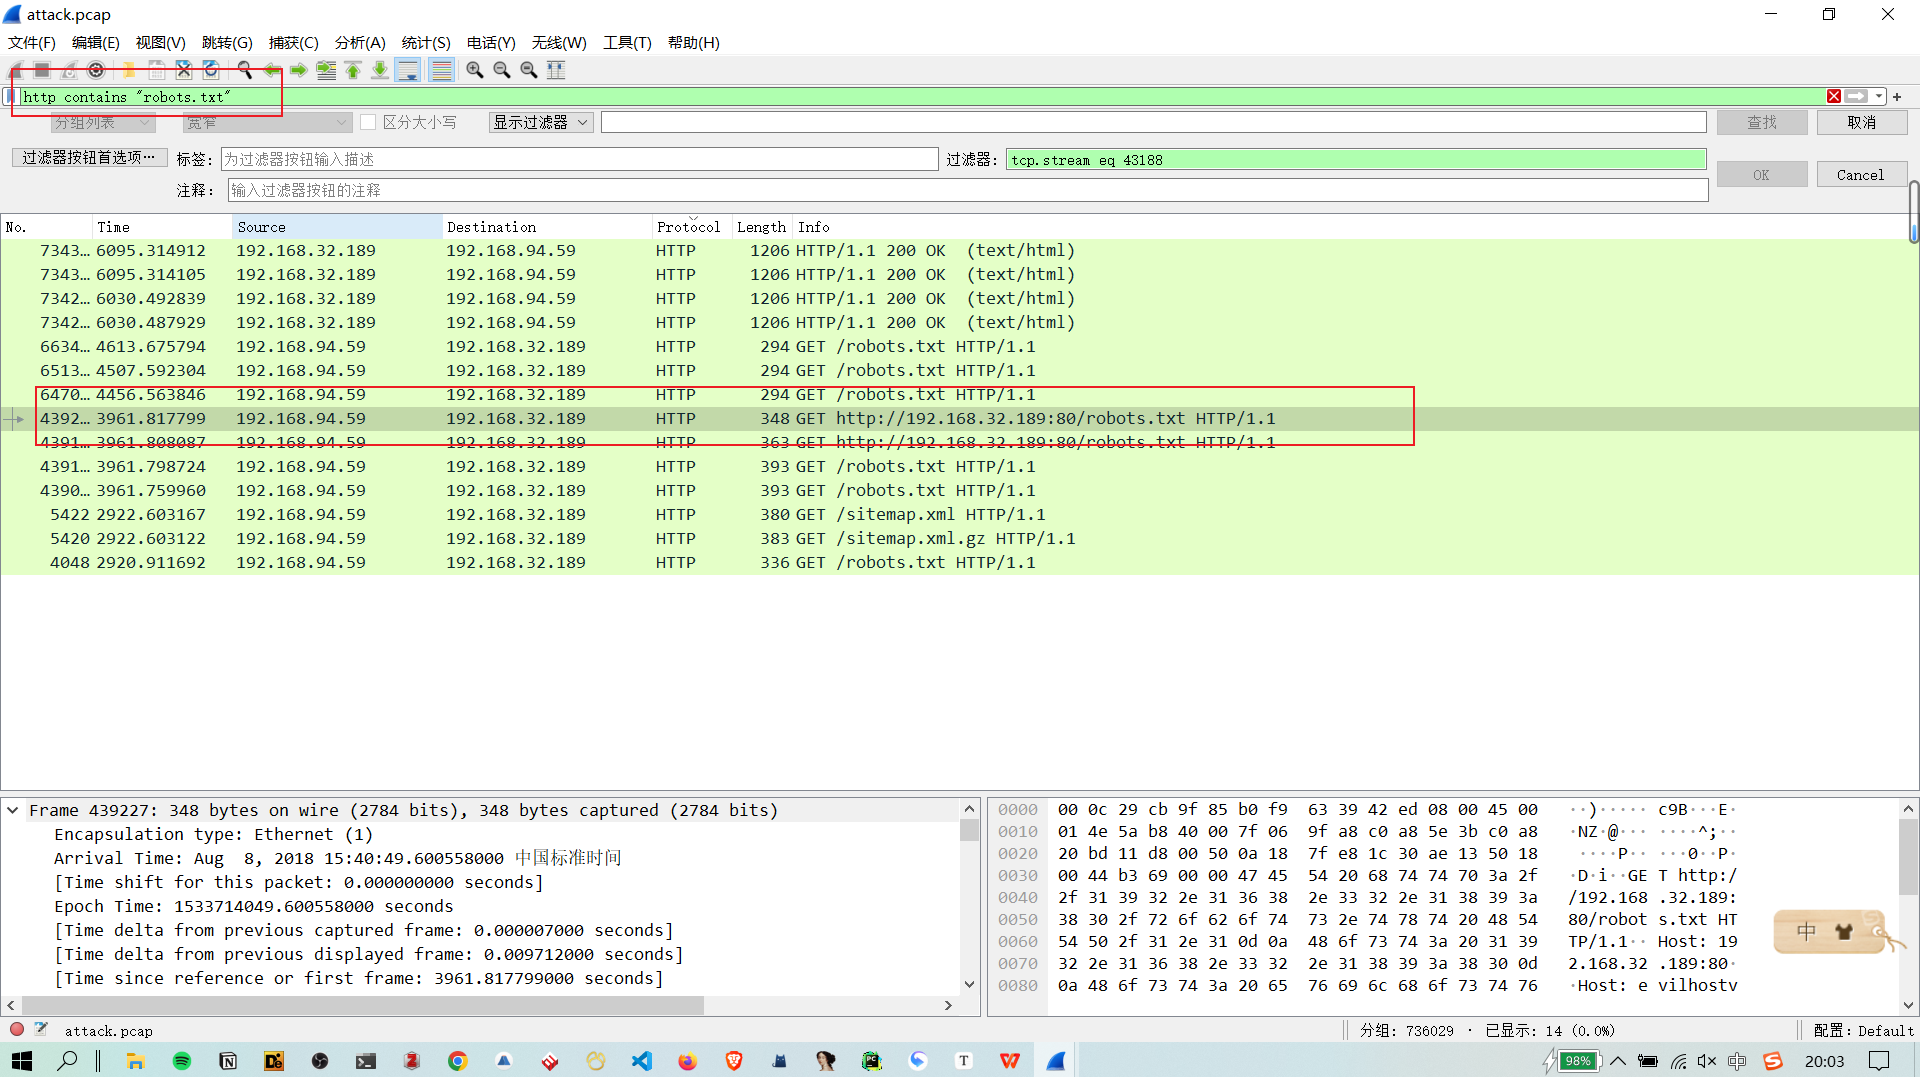 attack.pcap
文件(F) 编辑(E) 视图(V) 跳转(G) 捕获(C) 分析(A) 统计(S) 电话(Y) 无线(W) 工具(T) 帮助(H)
http contains "robots.txt"
分组列表 宽窄 区分大小写 显示过滤器 查找 取消
过滤器按钮首选项… 标签: 为过滤器按钮输入描述 过滤器: tcp.stream eq 43188
注释: 输入过滤器按钮的注释 OK Cancel
No. Time Source Destination Protocol Length Info
7343… 6095.314912 192.168.32.189 192.168.94.59 HTTP 1206 HTTP/1.1 200 OK (text/html)
7343… 6095.314105 192.168.32.189 192.168.94.59 HTTP 1206 HTTP/1.1 200 OK (text/html)
7342… 6030.492839 192.168.32.189 192.168.94.59 HTTP 1206 HTTP/1.1 200 OK (text/html)
7342… 6030.487929 192.168.32.189 192.168.94.59 HTTP 1206 HTTP/1.1 200 OK (text/html)
6634… 4613.675794 192.168.94.59 192.168.32.189 HTTP 294 GET /robots.txt HTTP/1.1
6513… 4507.592304 192.168.94.59 192.168.32.189 HTTP 294 GET /robots.txt HTTP/1.1
6470… 4456.563846 192.168.94.59 192.168.32.189 HTTP 294 GET /robots.txt HTTP/1.1
4392… 3961.817799 192.168.94.59 192.168.32.189 HTTP 348 GET http://192.168.32.189:80/robots.txt HTTP/1.1
4391… 3961.808087 192.168.94.59 192.168.32.189 HTTP 363 GET http://192.168.32.189:80/robots.txt HTTP/1.1
4391… 3961.798724 192.168.94.59 192.168.32.189 HTTP 393 GET /robots.txt HTTP/1.1
4390… 3961.759960 192.168.94.59 192.168.32.189 HTTP 393 GET /robots.txt HTTP/1.1
5422 2922.603167 192.168.94.59 192.168.32.189 HTTP 380 GET /sitemap.xml HTTP/1.1
5420 2922.603122 192.168.94.59 192.168.32.189 HTTP 383 GET /sitemap.xml.gz HTTP/1.1
4048 2920.911692 192.168.94.59 192.168.32.189 HTTP 336 GET /robots.txt HTTP/1.1
Frame 439227: 348 bytes on wire (2784 bits), 348 bytes captured (2784 bits)
Encapsulation type: Ethernet (1)
Arrival Time: Aug 8, 2018 15:40:49.600558000 中国标准时间
[Time shift for this packet: 0.000000000 seconds]
Epoch Time: 1533714049.600558000 seconds
[Time delta from previous captured frame: 0.000007000 seconds]
[Time delta from previous displayed frame: 0.009712000 seconds]
[Time since reference or first frame: 3961.817799000 seconds]
0000 00 0c 29 cb 9f 85 b0 f9 63 39 42 ed 08 00 45 00 ··)····· c9B···E·
0010 01 4e 5a b8 40 00 7f 06 9f a8 c0 a8 5e 3b c0 a8 ·NZ·@··· ····^;··
0020 20 bd 11 d8 00 50 0a 18 7f e8 1c 30 ae 13 50 18 ····P·· ···0··P·
0030 00 44 b3 69 00 00 47 45 54 20 68 74 74 70 3a 2f ·D·i··GE T http:/
0040 2f 31 39 32 2e 31 36 38 2e 33 32 2e 31 38 39 3a /192.168 .32.189:
0050 38 30 2f 72 6f 62 6f 74 73 2e 74 78 74 20 48 54 80/robot s.txt HT
0060 54 50 2f 31 2e 31 0d 0a 48 6f 73 74 3a 20 31 39 TP/1.1·· Host: 19
0070 32 2e 31 36 38 2e 33 32 2e 31 38 39 3a 38 30 0d 2.168.32 .189:80·
0080 0a 48 6f 73 74 3a 20 65 76 69 6c 68 6f 73 74 76 ·Host: e vilhostv
中
attack.pcap 分组: 736029 · 已显示: 14 (0.0%) 配置: Default
98% 中 20:03